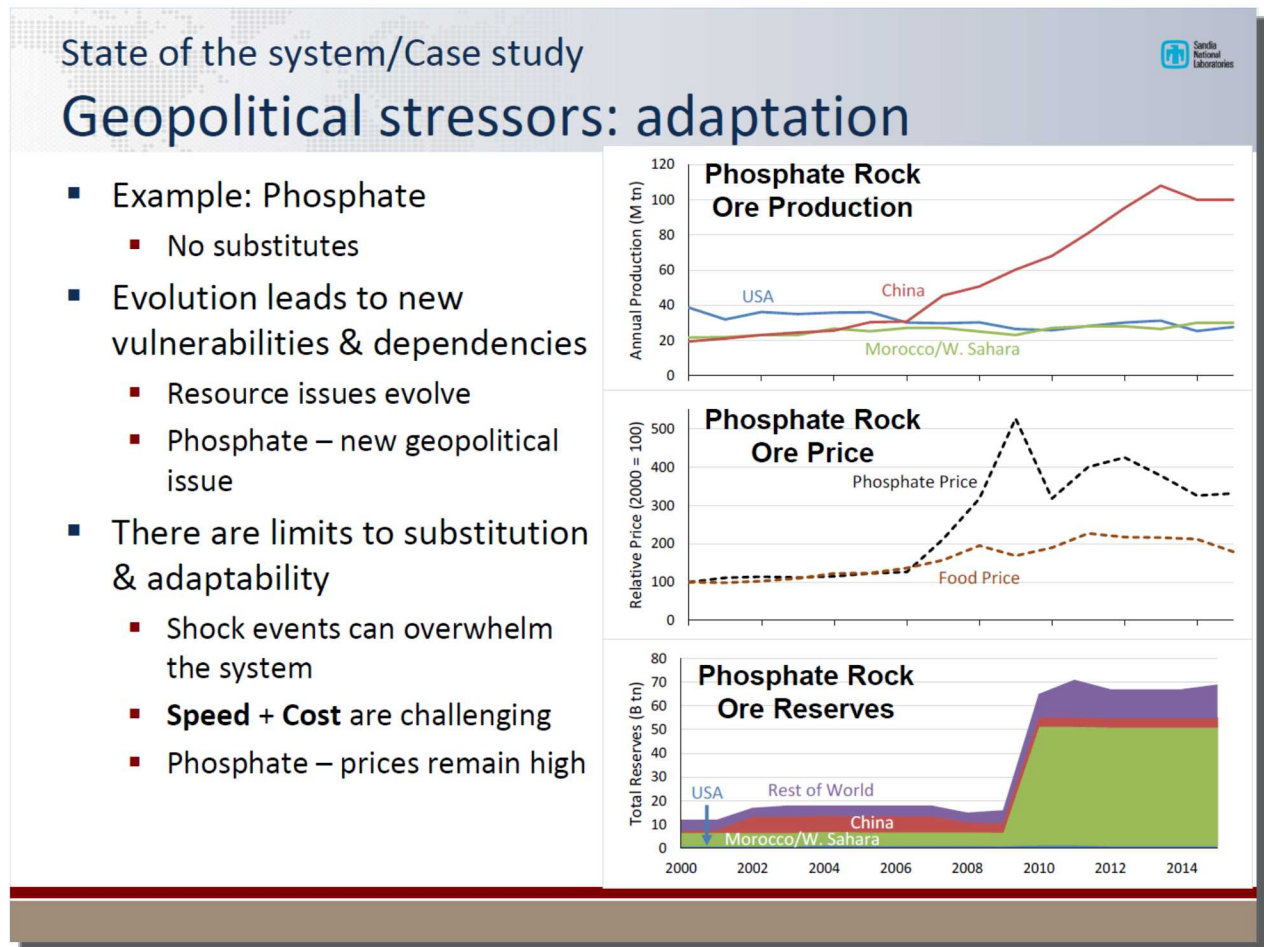 State of the system/Case study
Geopolitical stressors: adaptation
Sandia
National
Laboratories
▪ Example: Phosphate
▪ No substitutes
▪ Evolution leads to new
vulnerabilities & dependencies
▪ Resource issues evolve
▪ Phosphate – new geopolitical
issue
▪ There are limits to substitution
& adaptability
▪ Shock events can overwhelm
the system
▪ Speed + Cost are challenging
▪ Phosphate – prices remain high
Phosphate Rock
Ore Production
Annual Production (M tn)
120
100
80
60
40
20
0
USA
China
Morocco/W. Sahara
Phosphate Rock
Ore Price
Relative Price (2000 = 100)
500
400
300
200
100
0
Phosphate Price
Food Price
Phosphate Rock
Ore Reserves
Total Reserves (B tn)
80
70
60
50
40
30
20
10
0
USA
Rest of World
China
Morocco/W. Sahara
2000 2002 2004 2006 2008 2010 2012 2014